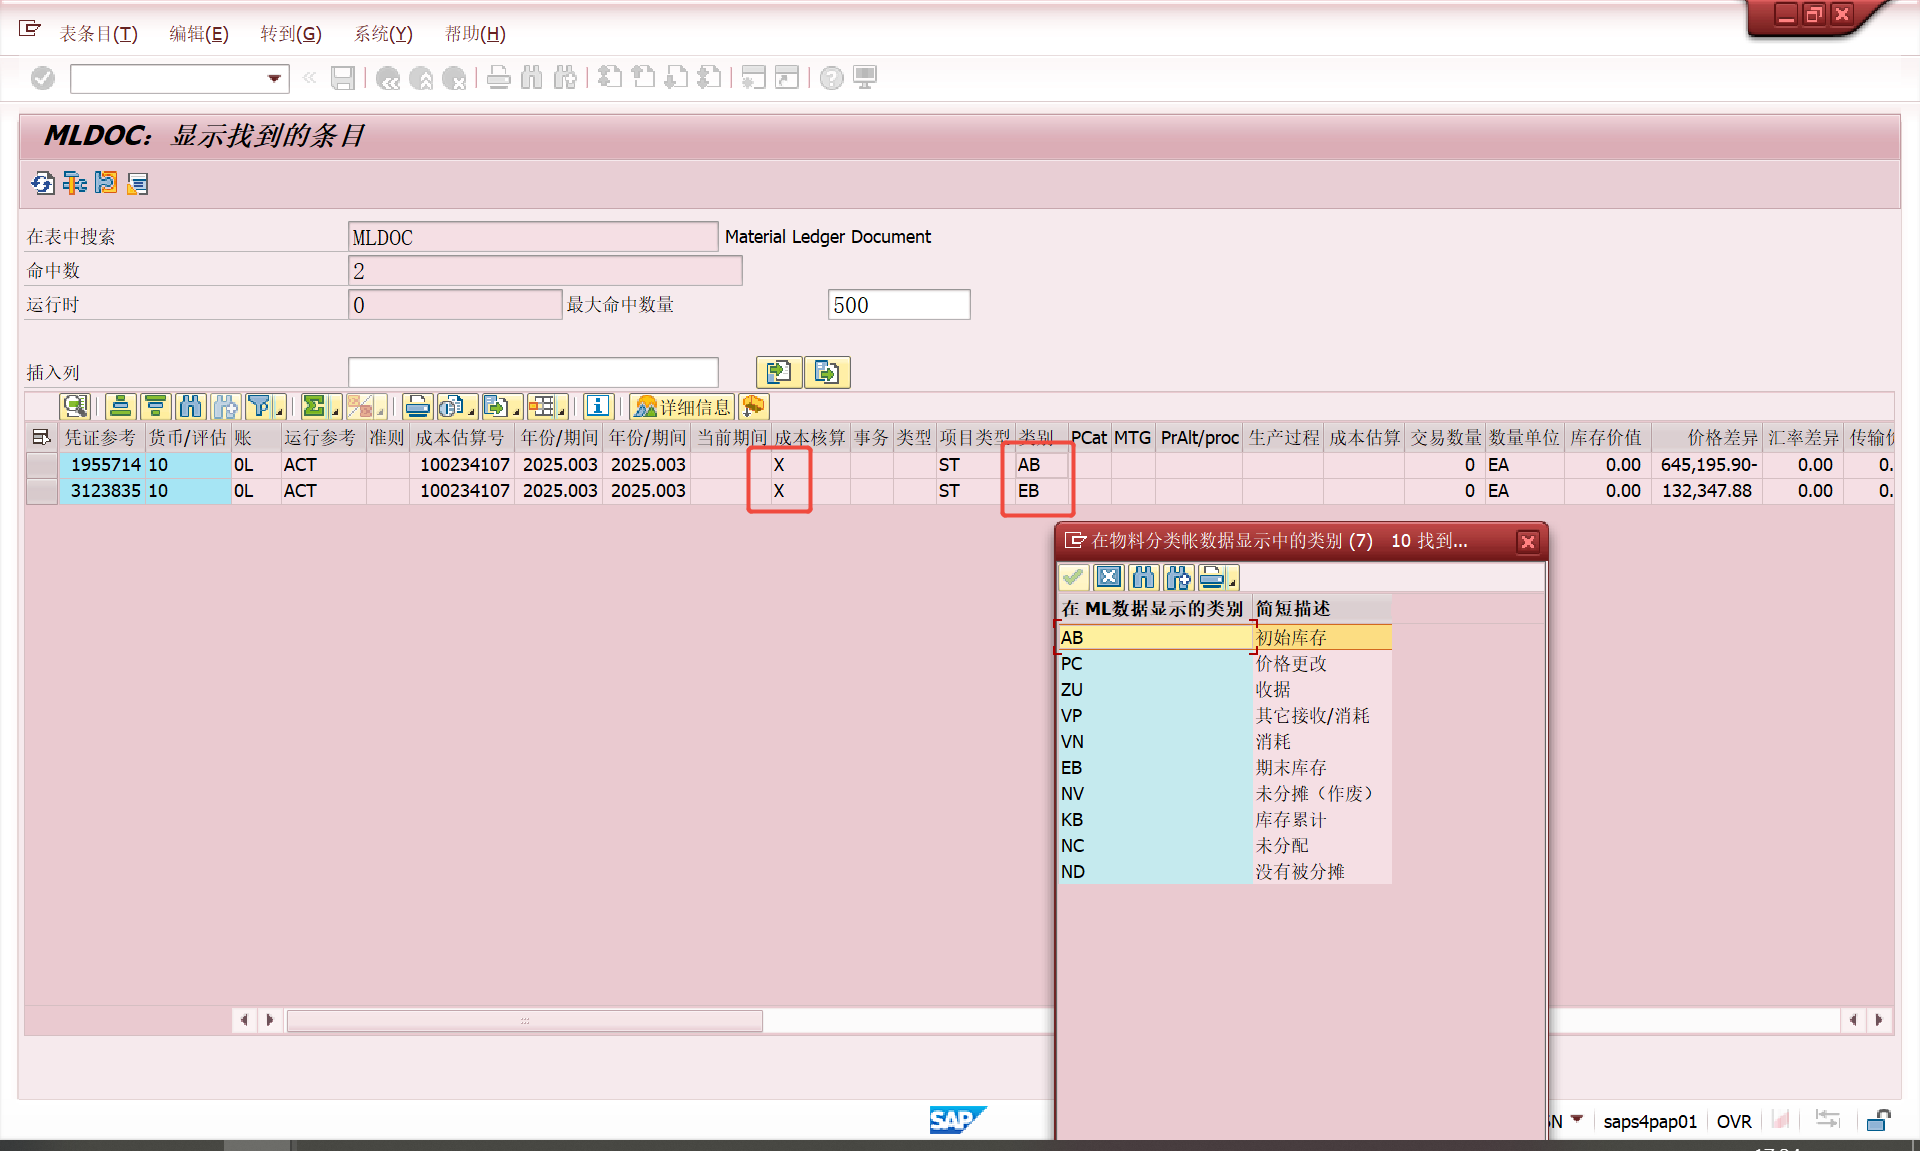 表条目(T) 编辑(E) 转到(G) 系统(Y) 帮助(H)
MLDOC: 显示找到的条目
在表中搜索 MLDOC Material Ledger Document
命中数 2
运行时 0 最大命中数量 500
插入列
详细信息
凭证参考 货币/评估 账 运行参考 准则 成本估算号 年份/期间 年份/期间 当前期间 成本核算 事务 类型 项目类型 类别 PCat MTG PrAlt/proc 生产过程 成本估算 交易数量 数量单位 库存价值 价格差异 汇率差异 传输价
1955714 10 0L ACT 100234107 2025.003 2025.003 X ST AB 0 EA 0.00 645,195.90- 0.00 0.
3123835 10 0L ACT 100234107 2025.003 2025.003 X ST EB 0 EA 0.00 132,347.88 0.00 0.
在物料分类帐数据显示中的类别 (7) 10 找到...
在 ML数据显示的类别 简短描述
AB 初始库存
PC 价格更改
ZU 收据
VP 其它接收/消耗
VN 消耗
EB 期末库存
NV 未分摊（作废）
KB 库存累计
NC 未分配
ND 没有被分摊
SAP N saps4pap01 OVR